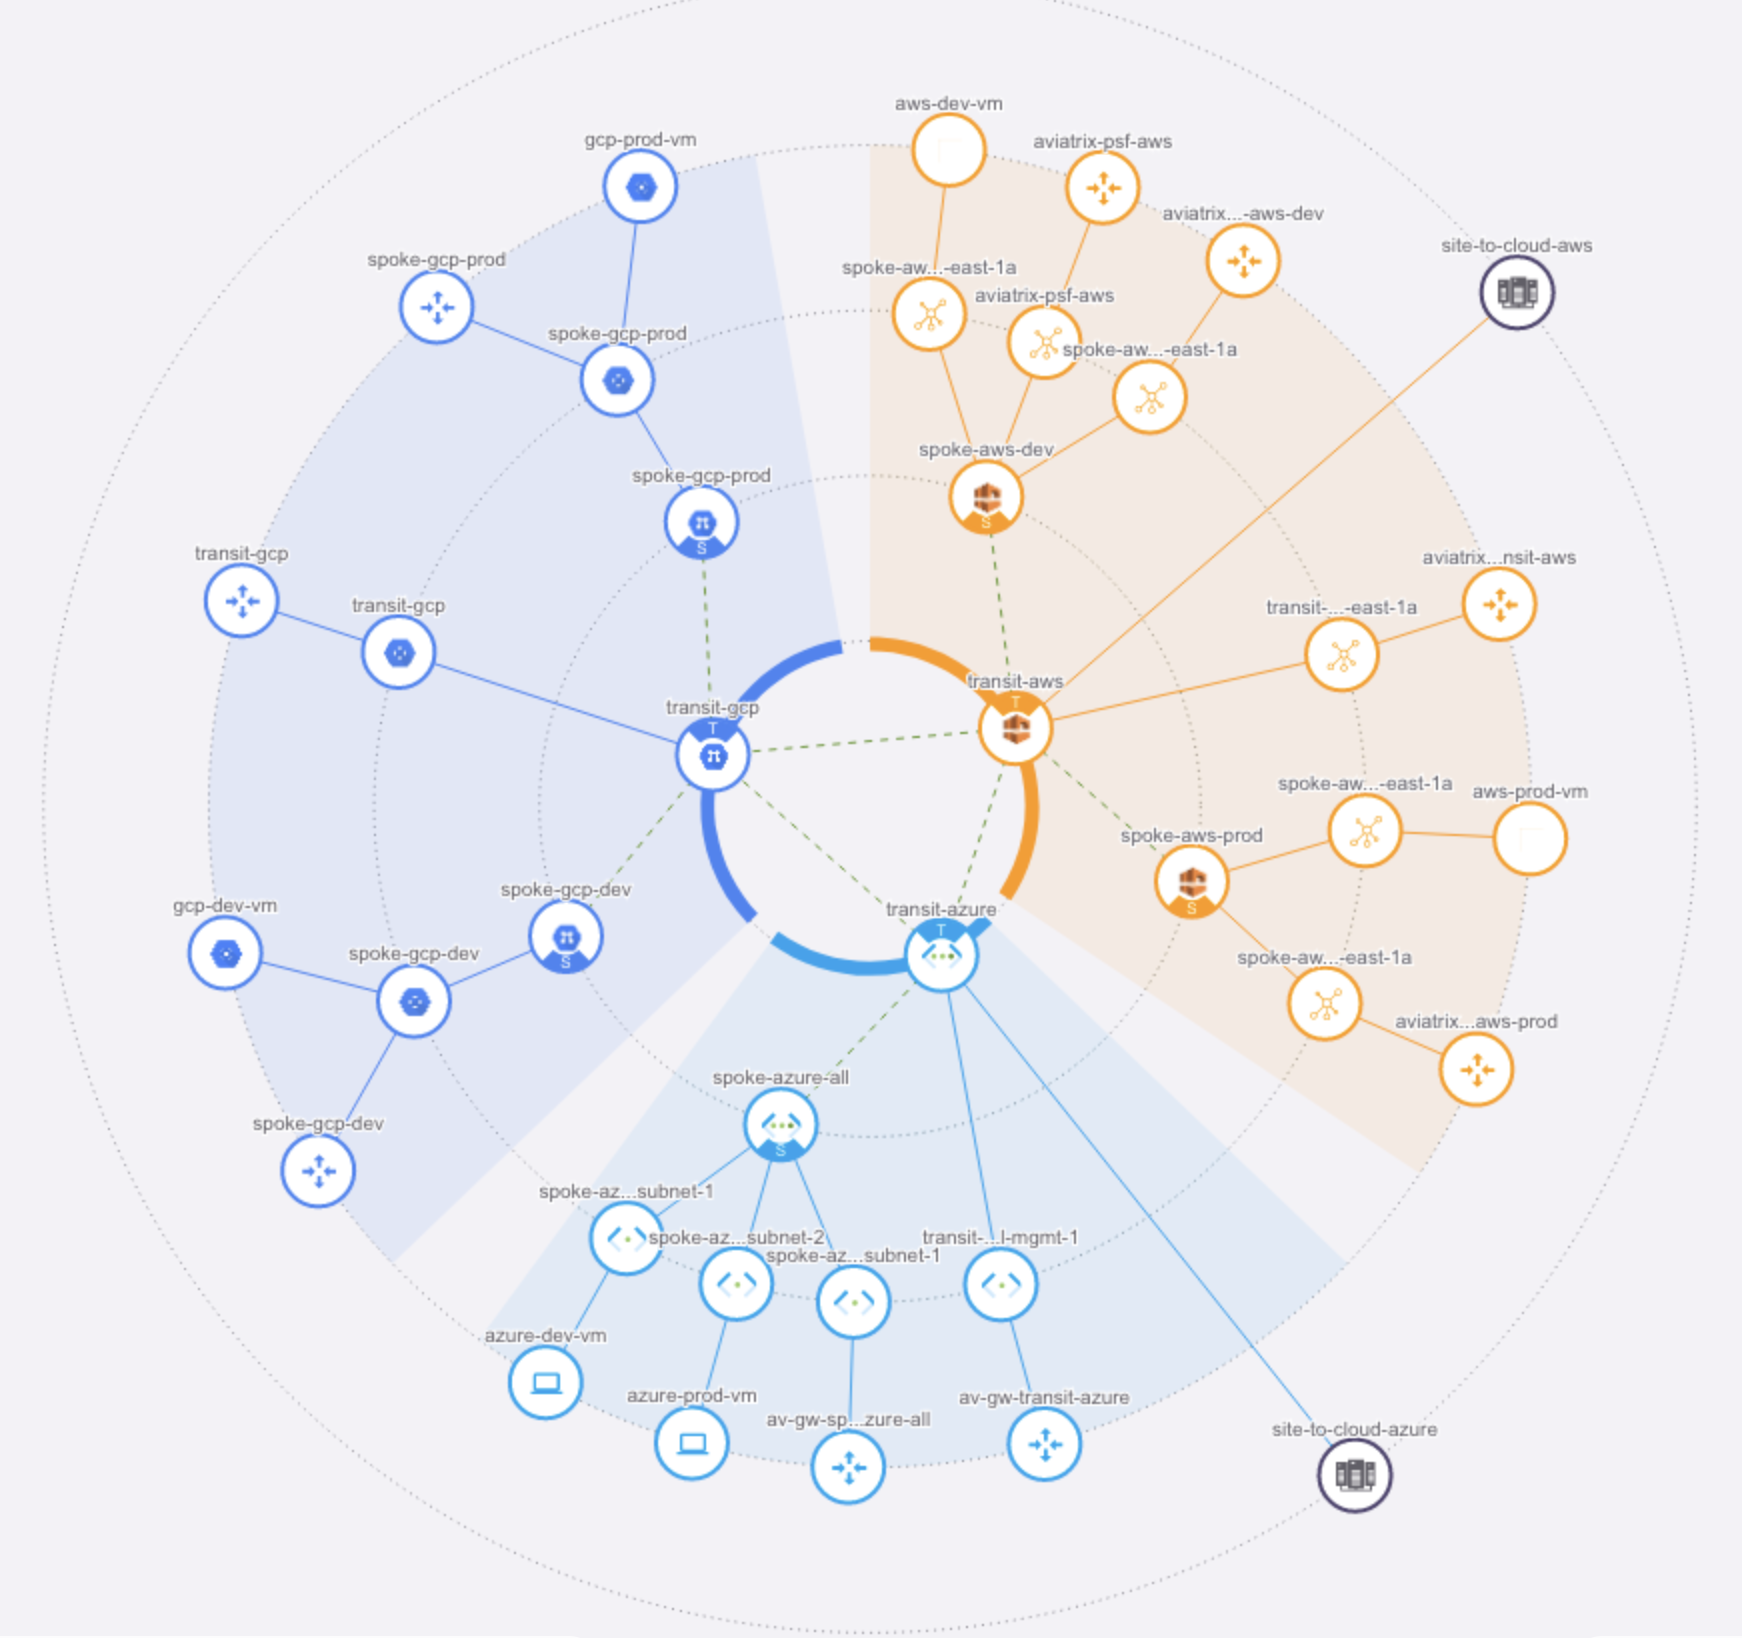 aws-dev-vm
gcp-prod-vm
aviatrix-psf-aws
aviatrix...-aws-dev
site-to-cloud-aws
spoke-gcp-prod
spoke-aw...-east-1a
aviatrix-psf-aws
spoke-gcp-prod
spoke-aw...-east-1a
spoke-aws-dev
spoke-gcp-prod
S
S
transit-gcp
aviatrix...nsit-aws
transit-gcp
transit-...-east-1a
transit-aws
T
transit-gcp
T
spoke-aw...-east-1a
aws-prod-vm
spoke-aws-prod
S
spoke-gcp-dev
S
gcp-dev-vm
transit-azure
T
spoke-gcp-dev
spoke-aw...-east-1a
aviatrix...aws-prod
spoke-azure-all
S
spoke-gcp-dev
spoke-az...subnet-1
spoke-az...subnet-2
transit-...l-mgmt-1
spoke-az...subnet-1
azure-dev-vm
azure-prod-vm
av-gw-transit-azure
av-gw-sp...zure-all
site-to-cloud-azure